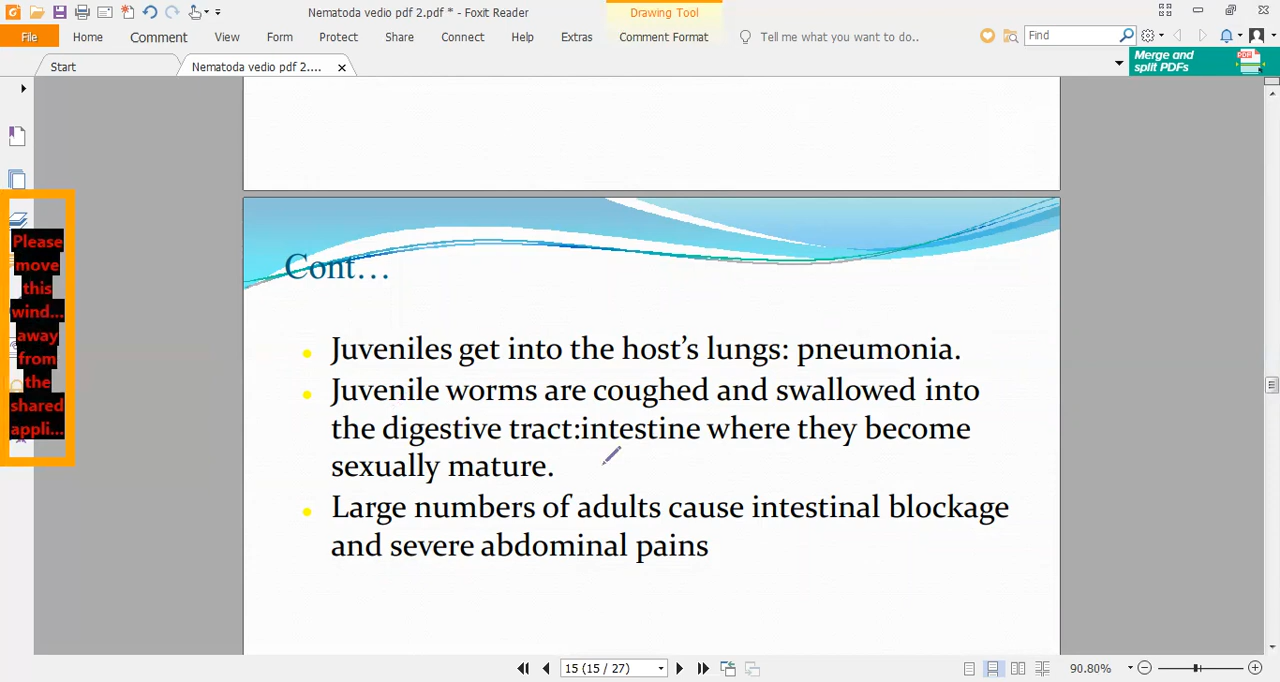 Nematoda vedio pdf 2.pdf * - Foxit Reader
Drawing Tool
File Home Comment View Form Protect Share Connect Help Extras Comment Format Tell me what you want to do.. Find
Start Nematoda vedio pdf 2.... Merge and
split PDFs
PDF
Please
move
this
wind...
away
from
the
shared
appli...
Cont...
Juveniles get into the host's lungs: pneumonia.
Juvenile worms are coughed and swallowed into
the digestive tract:intestine where they become
sexually mature.
Large numbers of adults cause intestinal blockage
and severe abdominal pains
15 (15 / 27) 90.80%